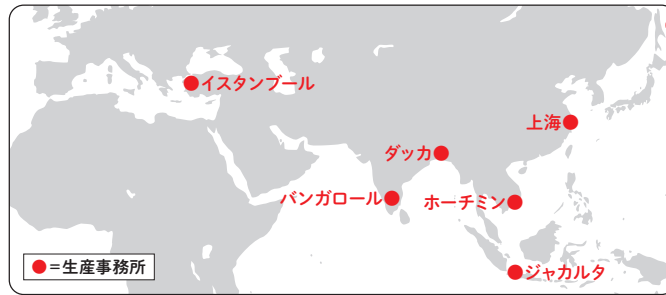 イスタンブール
上海
ダッカ
バンガロール
ホーチミン
ジャカルタ
●=生産事務所